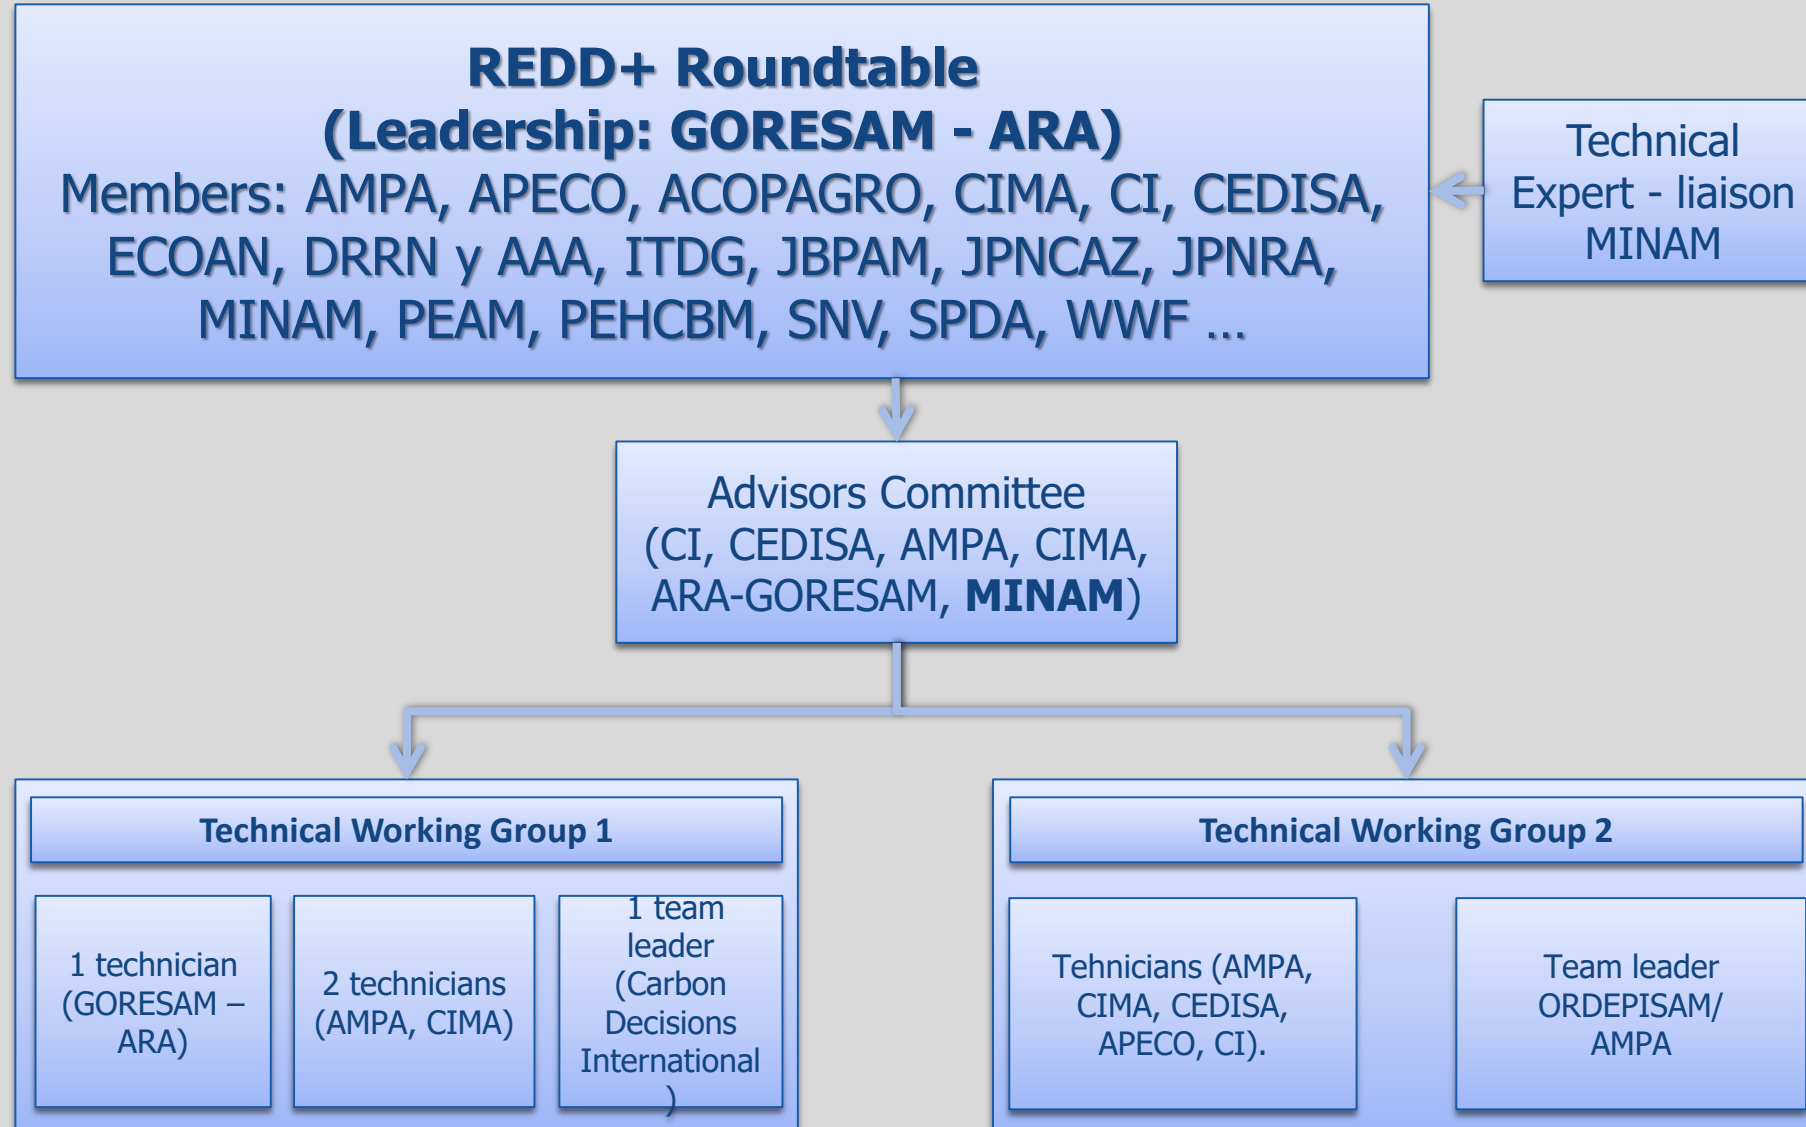 REDD+ Roundtable
(Leadership: GORESAM - ARA)
Members: AMPA, APECO, ACOPAGRO, CIMA, CI, CEDISA,
ECOAN, DRRN y AAA, ITDG, JBPAM, JPNCAZ, JPNRA,
MINAM, PEAM, PEHCBM, SNV, SPDA, WWF ...
Technical
Expert - liaison
MINAM
Advisors Committee
(CI, CEDISA, AMPA, CIMA,
ARA-GORESAM, MINAM)
Technical Working Group 1
1 technician
(GORESAM –
ARA)
2 technicians
(AMPA, CIMA)
1 team
leader
(Carbon
Decisions
International
)
Technical Working Group 2
Tehnicians (AMPA,
CIMA, CEDISA,
APECO, CI).
Team leader
ORDEPISAM/
AMPA